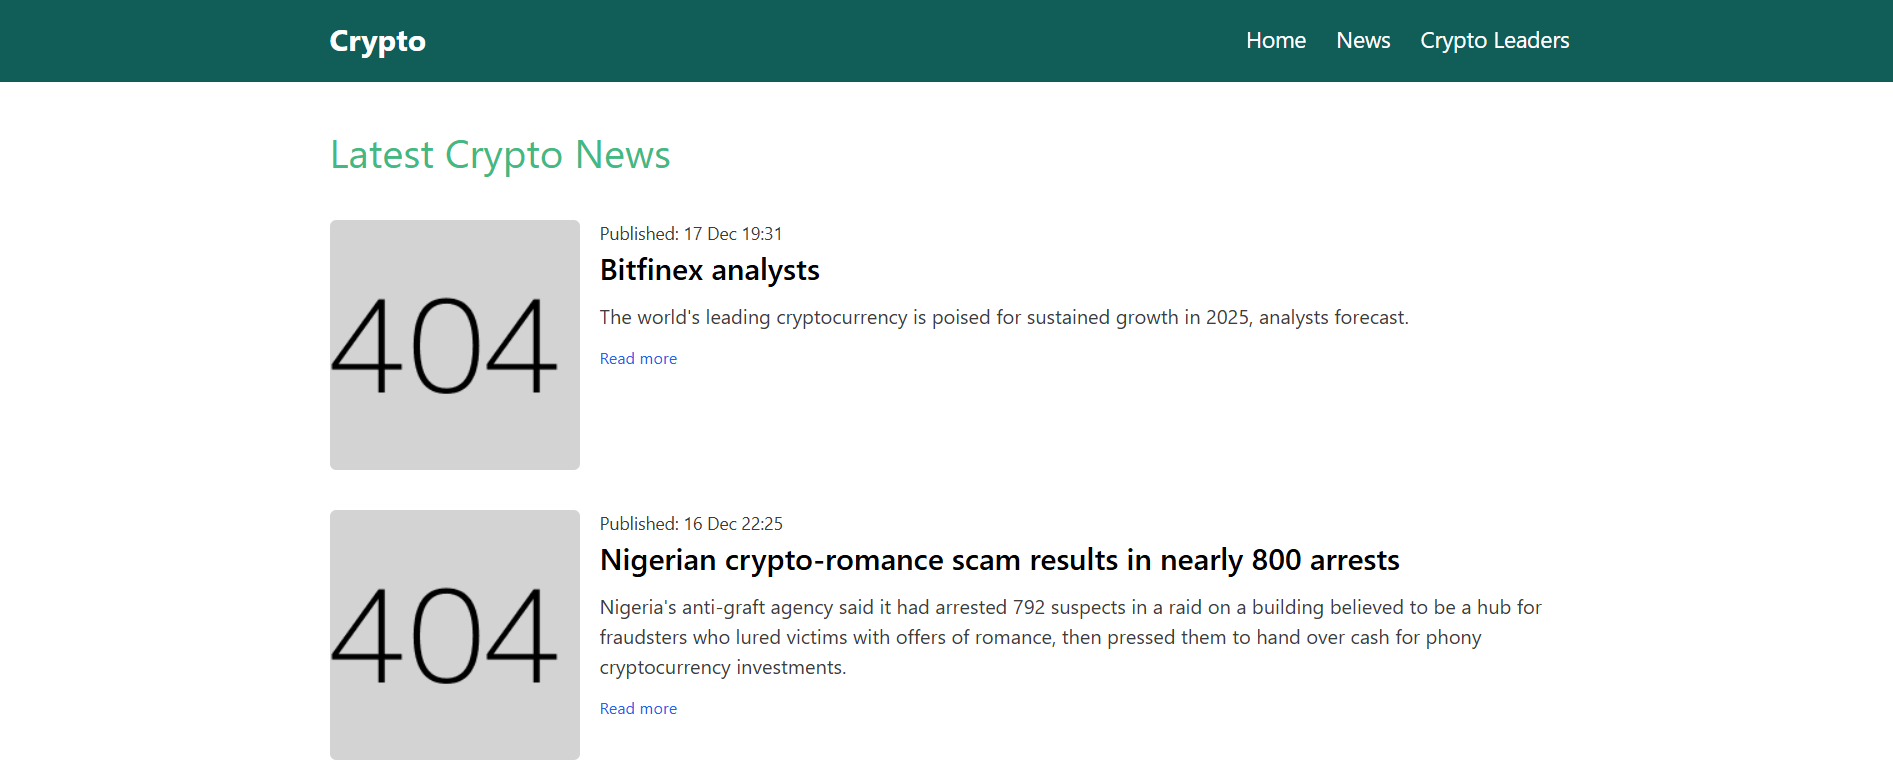 Crypto
Home News Crypto Leaders
Latest Crypto News
404
Published: 17 Dec 19:31
Bitfinex analysts
The world's leading cryptocurrency is poised for sustained growth in 2025, analysts forecast.
Read more
404
Published: 16 Dec 22:25
Nigerian crypto-romance scam results in nearly 800 arrests
Nigeria's anti-graft agency said it had arrested 792 suspects in a raid on a building believed to be a hub for
fraudsters who lured victims with offers of romance, then pressed them to hand over cash for phony
cryptocurrency investments.
Read more